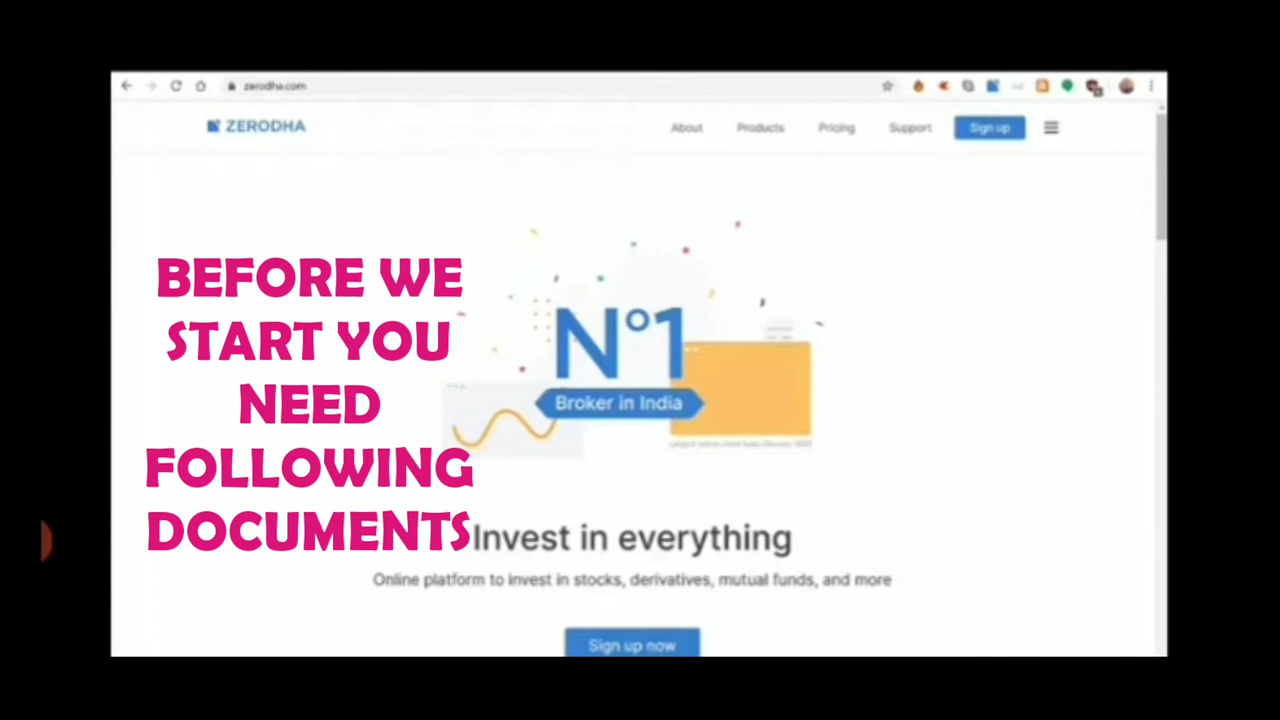 zerodha.com
ZERODHA
About Products Pricing Support Sign up
BEFORE WE
START YOU
NEED
FOLLOWING
DOCUMENTS
N°1
Broker in India
Invest in everything
Online platform to invest in stocks, derivatives, mutual funds, and more
Sign up now